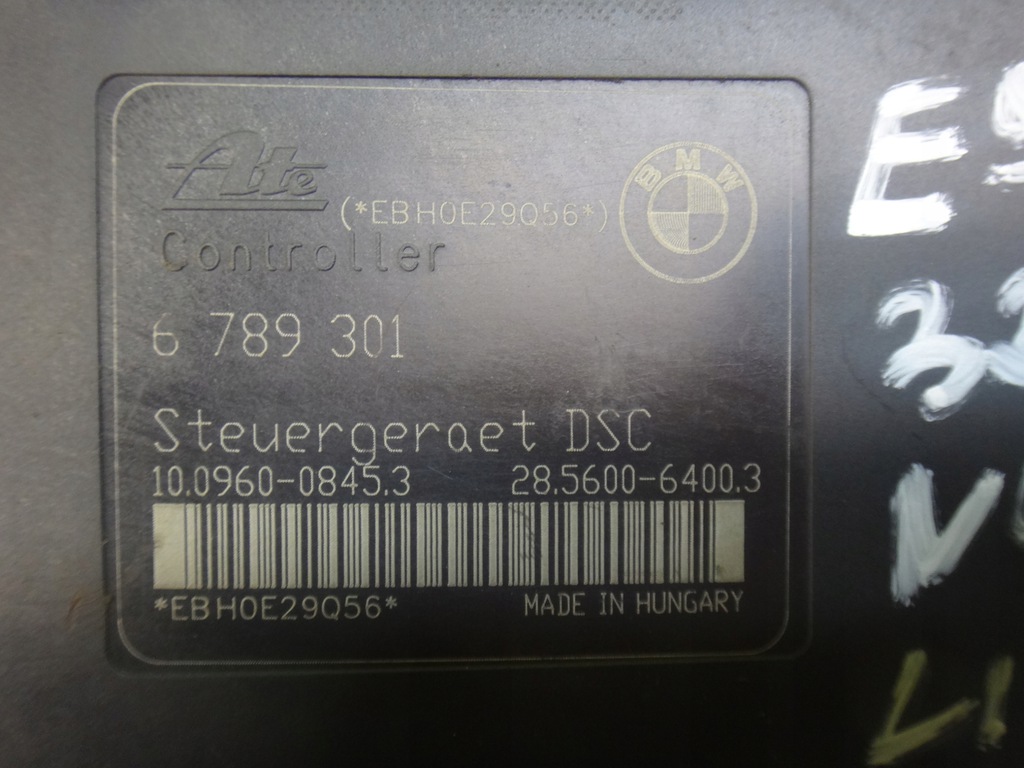 Ate
(*EBH0E29Q56*)
BMW
Controller
6 789 301
Steuergeraet DSC
10.0960-0845.3 28.5600-6400.3
*EBH0E29Q56*
MADE IN HUNGARY